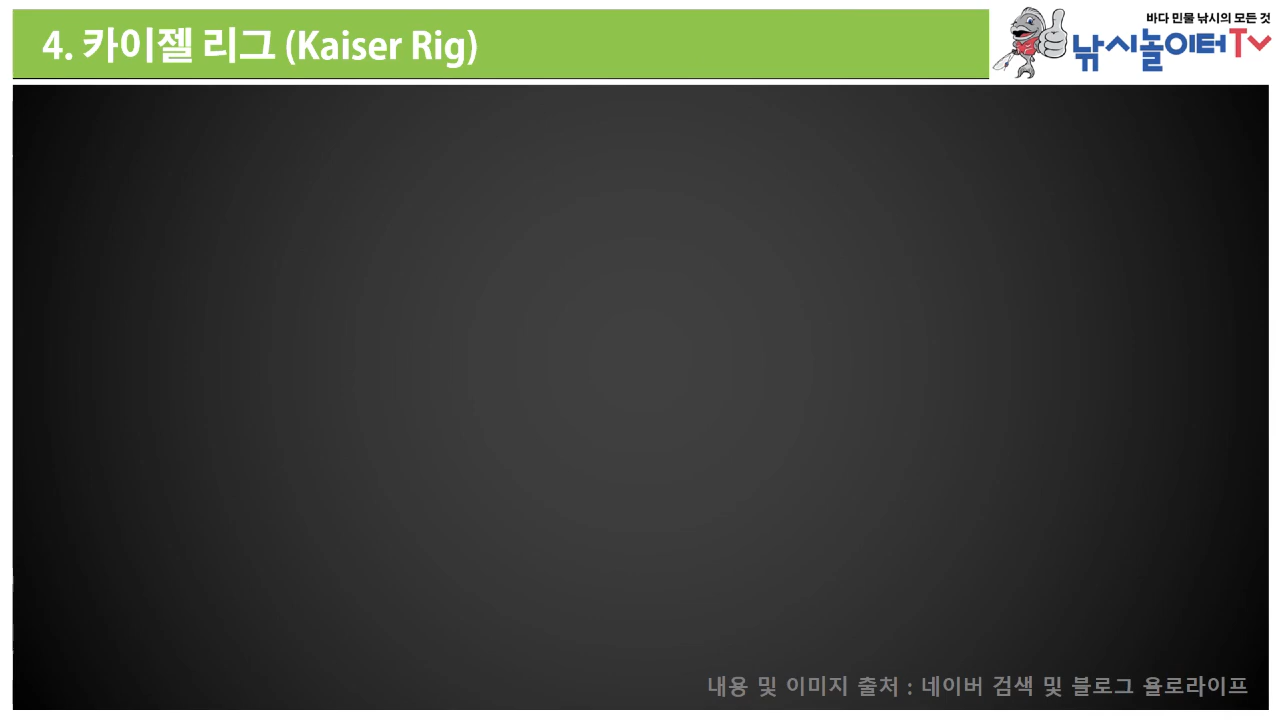 4. 카이젤 리그 (Kaiser Rig)
바다 민물 낚시의 모든 것
낚시놀이터TV
내용 및 이미지 출처 : 네이버 검색 및 블로그 욜로라이프